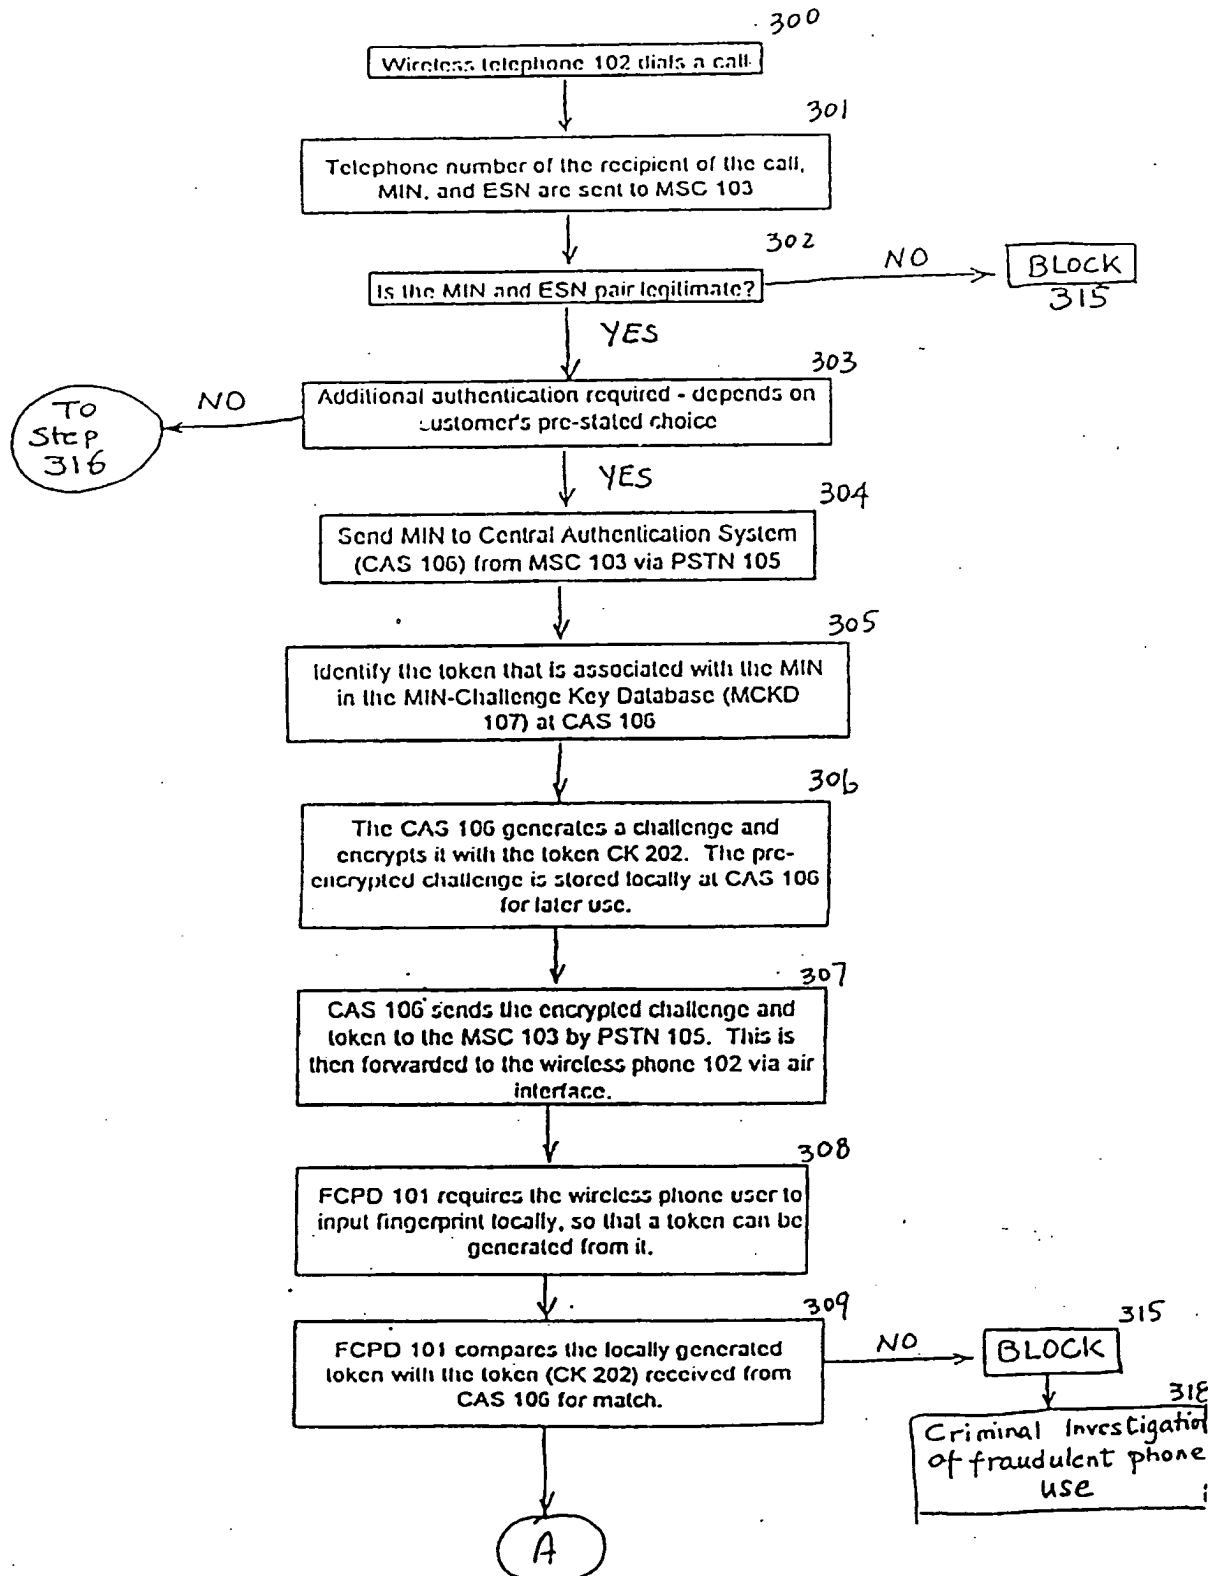 300
Wireless telephone 102 dials a call
301
Telephone number of the recipient of the call,
MIN, and ESN are sent to MSC 103
302
Is the MIN and ESN pair legitimate?
NO
BLOCK
315
YES
303
Additional authentication required - depends on
customer's pre-stated choice
NO
TO
Step
316
YES
304
Send MIN to Central Authentication System
(CAS 106) from MSC 103 via PSTN 105
305
Identify the token that is associated with the MIN
in the MIN-Challenge Key Database (MCKD
107) at CAS 106
306
The CAS 106 generates a challenge and
encrypts it with the token CK 202. The pre-
encrypted challenge is stored locally at CAS 106
for later use.
307
CAS 106 sends the encrypted challenge and
token to the MSC 103 by PSTN 105. This is
then forwarded to the wireless phone 102 via air
interface.
308
FCPD 101 requires the wireless phone user to
input fingerprint locally, so that a token can be
generated from it.
309
FCPD 101 compares the locally generated
token with the token (CK 202) received from
CAS 106 for match.
NO
315
BLOCK
318
Criminal Investigation
of fraudulent phone
use
A